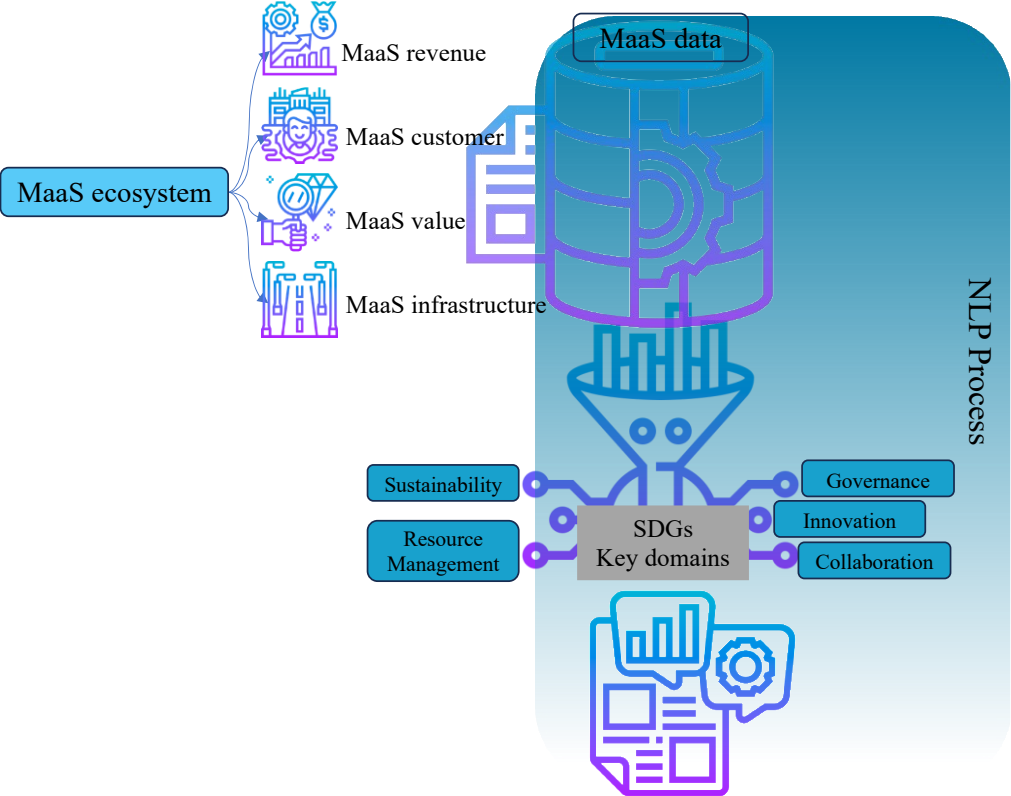 MaaS ecosystem
MaaS revenue
MaaS customer
MaaS value
MaaS infrastructure
MaaS data
NLP Process
Sustainability
Resource
Management
SDGs
Key domains
Governance
Innovation
Collaboration